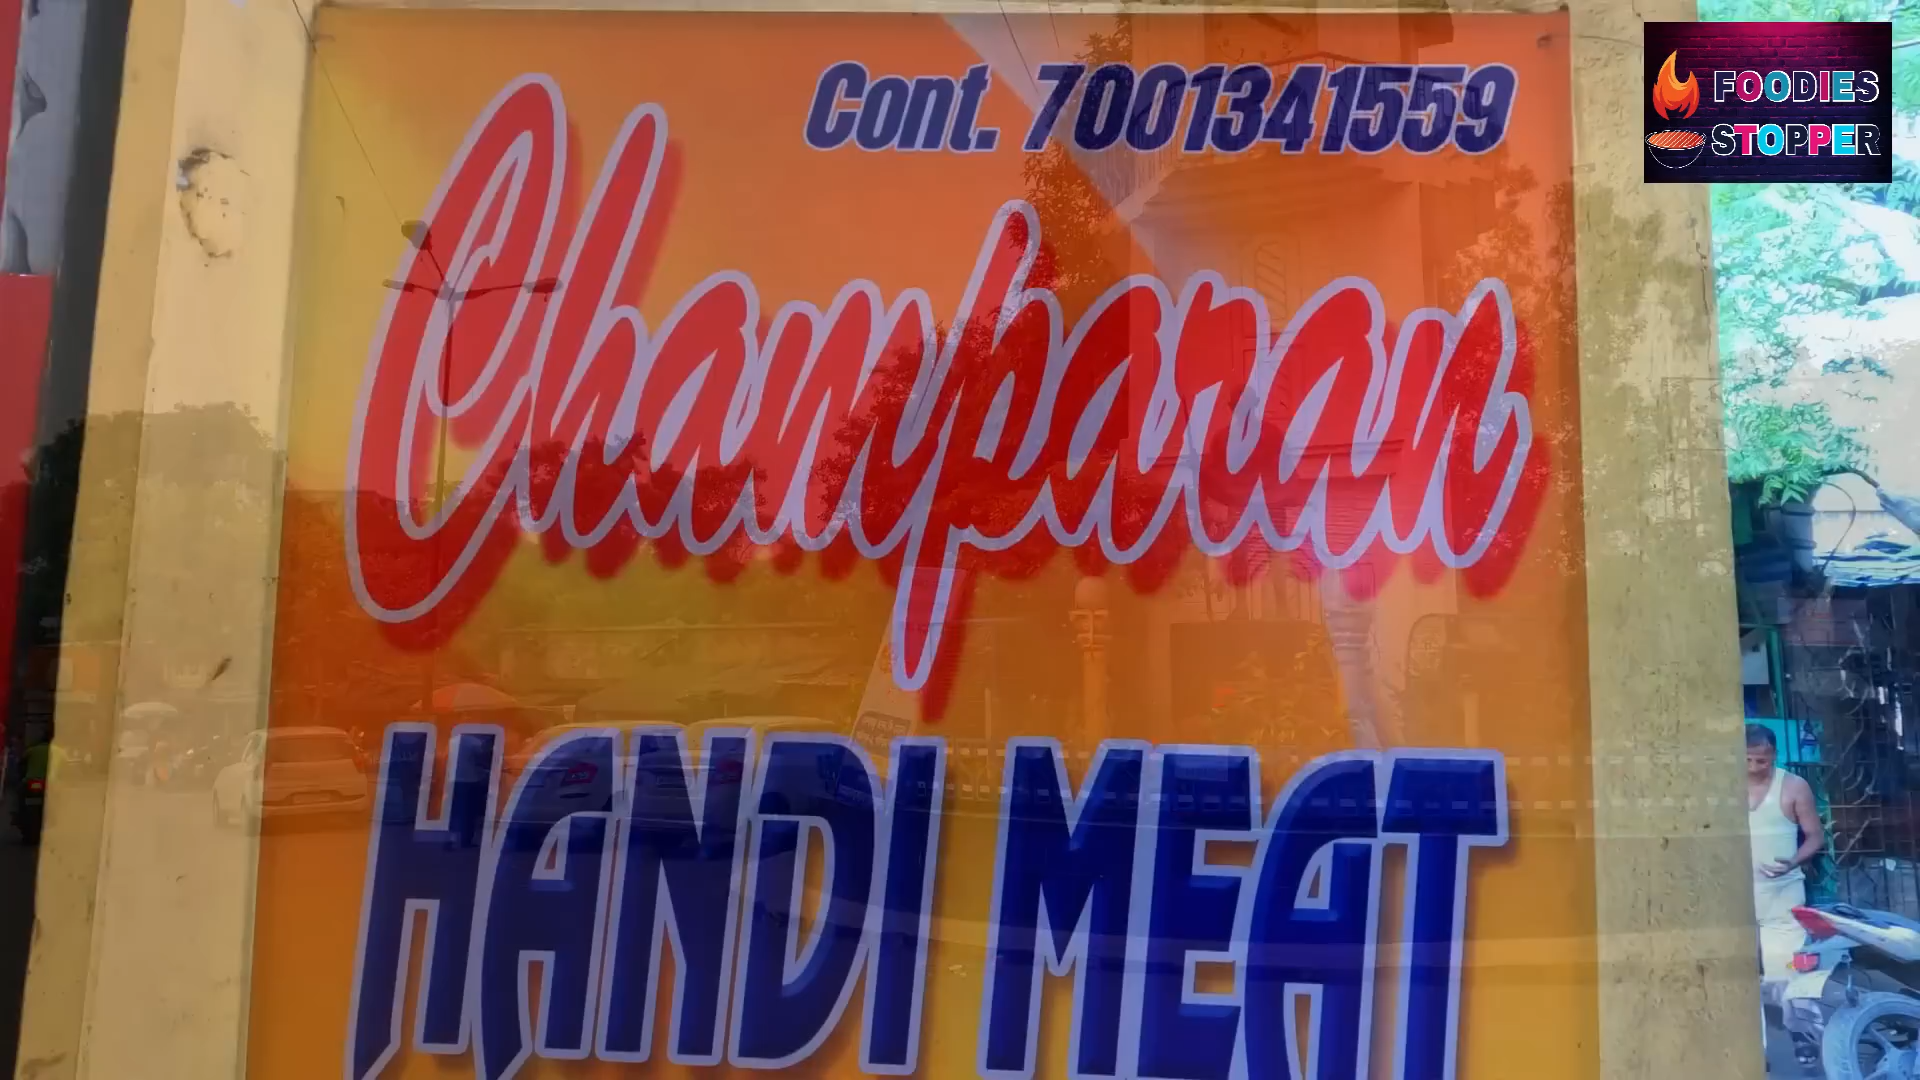 Cont. 7001341559
FOODIES
STOPPER
Champaran
HANDI MEAT